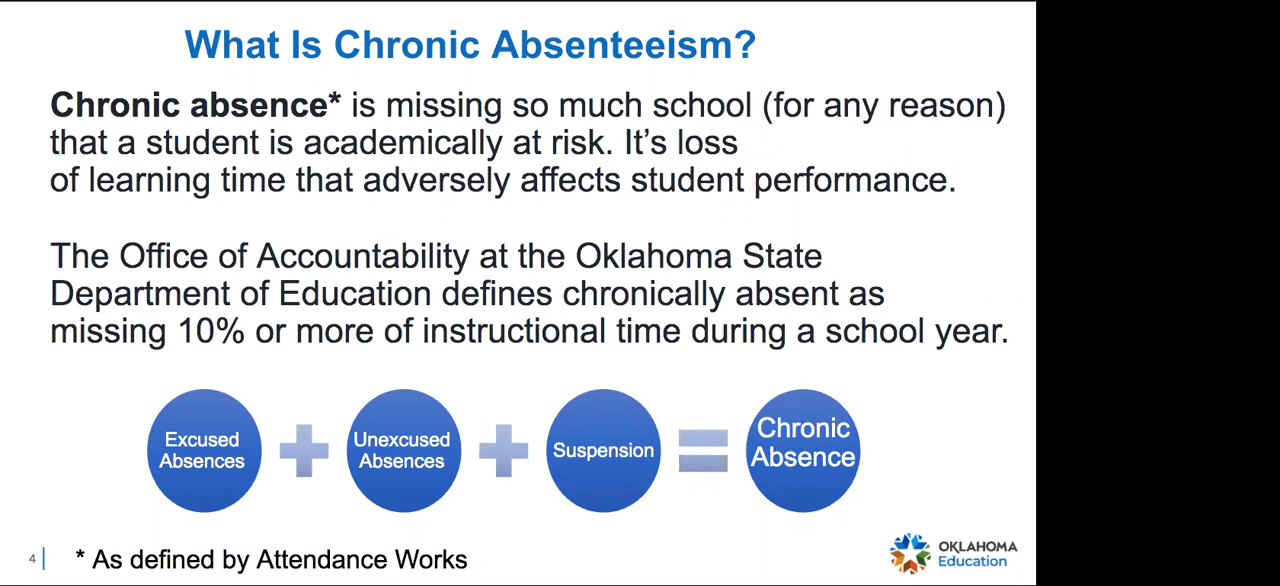 What Is Chronic Absenteeism?
Chronic absence* is missing so much school (for any reason)
that a student is academically at risk. It’s loss
of learning time that adversely affects student performance.
The Office of Accountability at the Oklahoma State
Department of Education defines chronically absent as
missing 10% or more of instructional time during a school year.
Excused
Absences
+
Unexcused
Absences
+
Suspension
=
Chronic
Absence
4
* As defined by Attendance Works
OKLAHOMA
Education